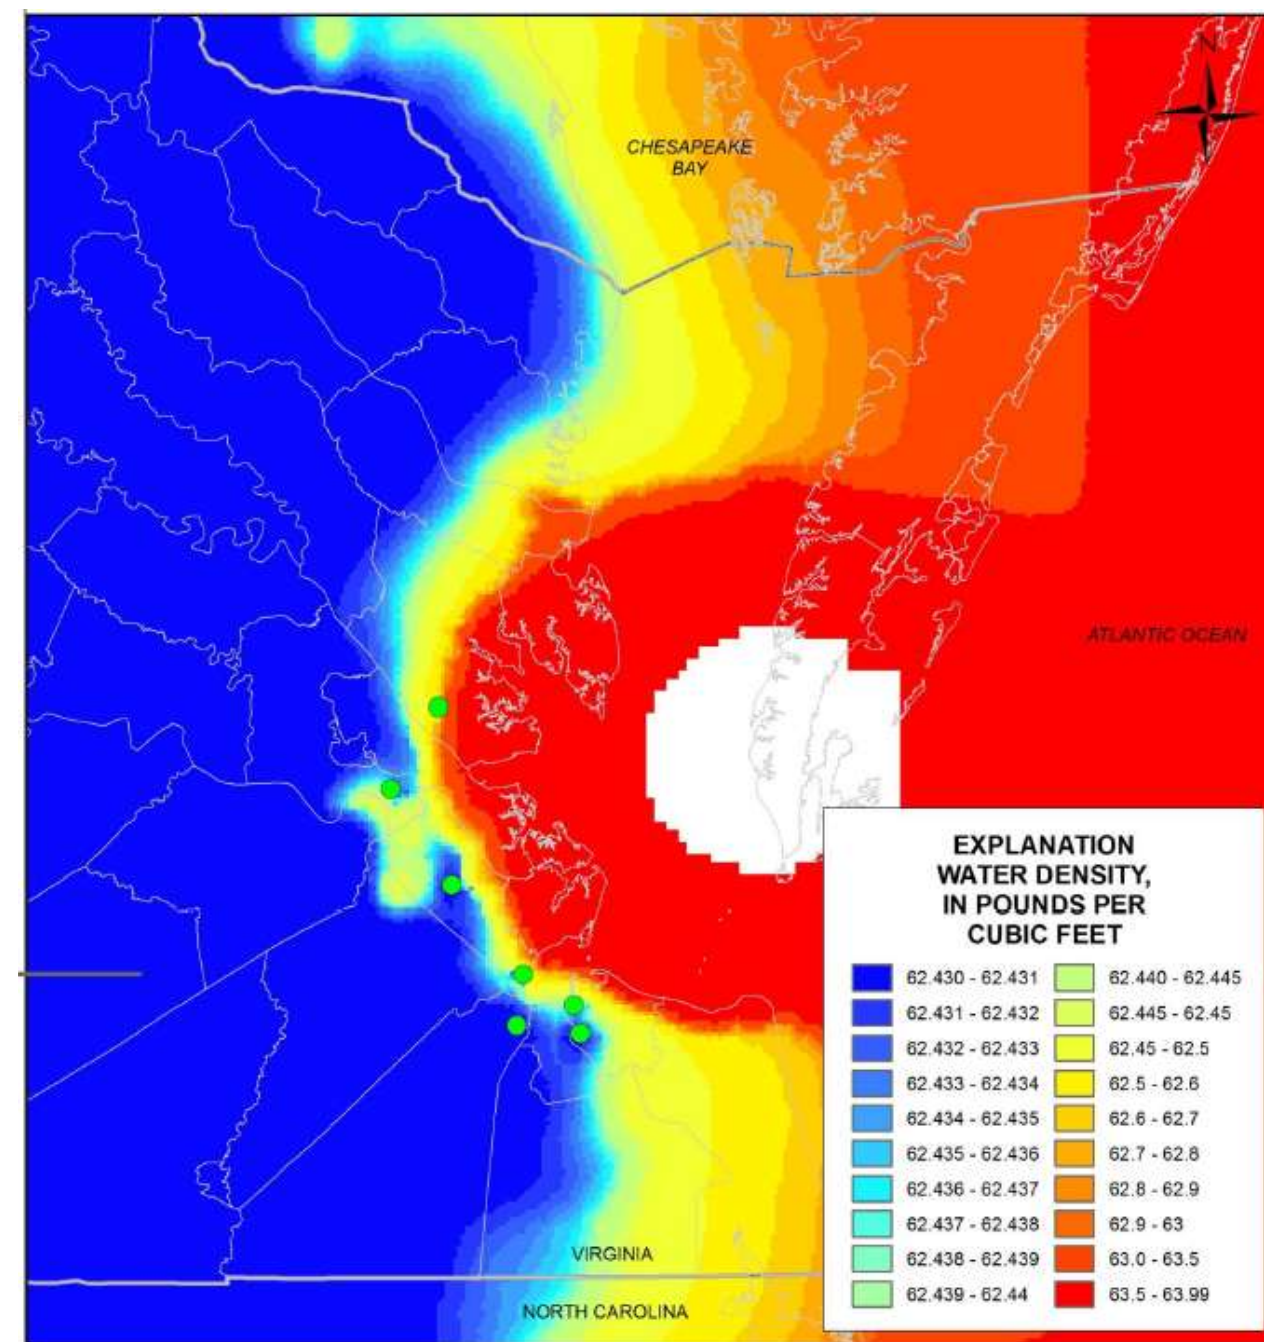 N
CHESAPEAKE
BAY
ATLANTIC OCEAN
EXPLANATION
WATER DENSITY,
IN POUNDS PER
CUBIC FEET
62.430 - 62.431
62.431 - 62.432
62.432 - 62.433
62.433 - 62.434
62.434 - 62.435
62.435 - 62.436
62.436 - 62.437
62.437 - 62.438
62.438 - 62.439
62.439 - 62.44
62.440 - 62.445
62.445 - 62.45
62.45 - 62.5
62.5 - 62.6
62.6 - 62.7
62.7 - 62.8
62.8 - 62.9
62.9 - 63
63.0 - 63.5
63.5 - 63.99
VIRGINIA
NORTH CAROLINA